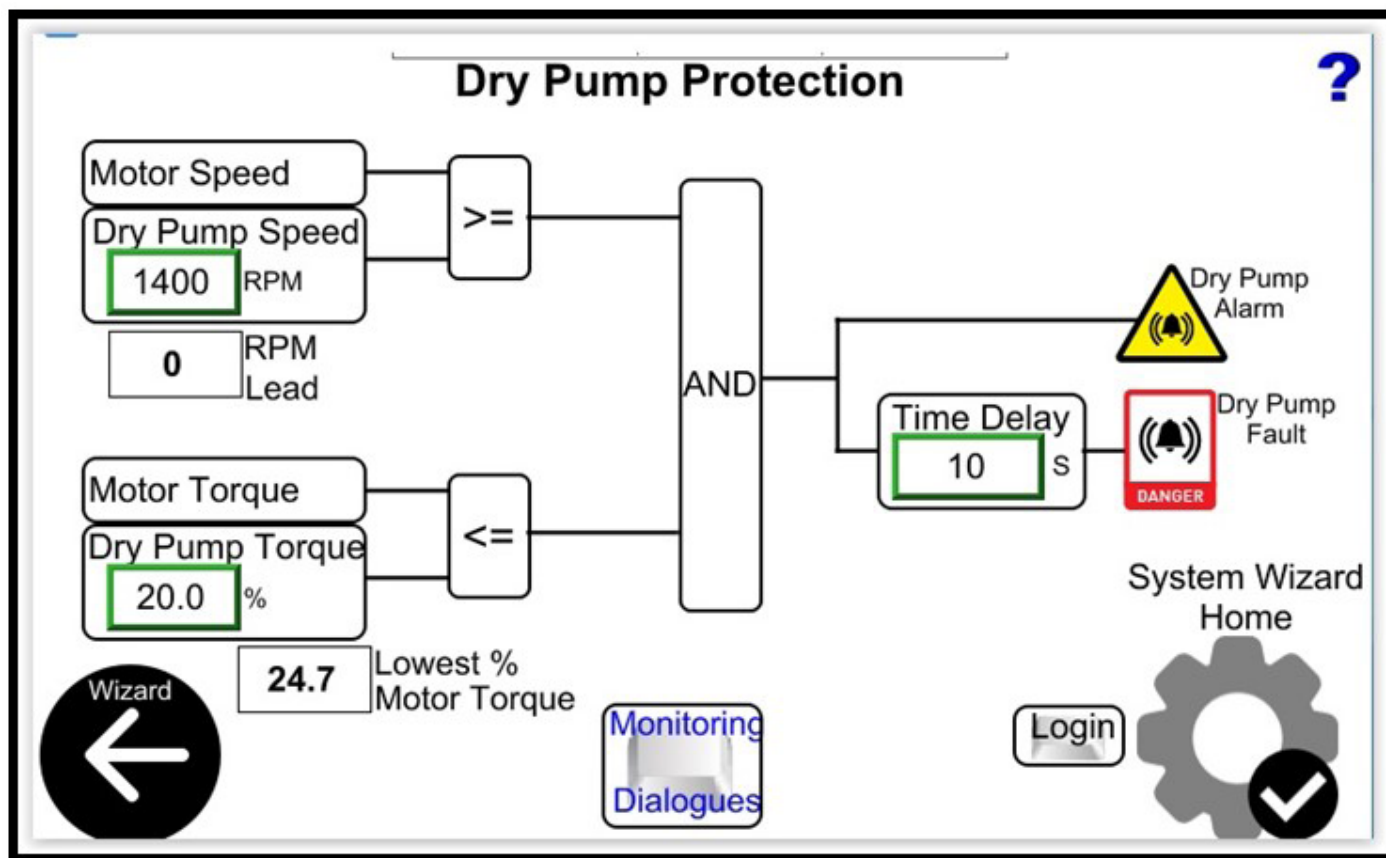 Dry Pump Protection
?
Motor Speed
>=
Dry Pump Speed
1400 RPM
0 RPM
Lead
Dry Pump
Alarm
AND
Time Delay
10 S
Dry Pump
Fault
DANGER
Motor Torque
<=
Dry Pump Torque
20.0 %
24.7 Lowest %
Motor Torque
System Wizard
Home
Wizard
Monitoring
Dialogues
Login